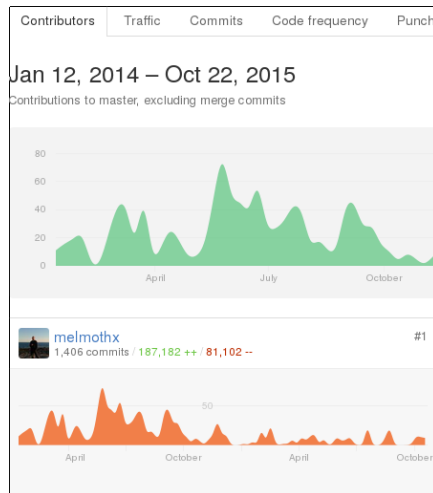 Contributors Traffic Commits Code frequency Punch
Jan 12, 2014 – Oct 22, 2015
Contributions to master, excluding merge commits
80
60
40
20
0
April July October
melmothx #1
1,406 commits / 187,182 ++ / 81,102 --
50
April October April October